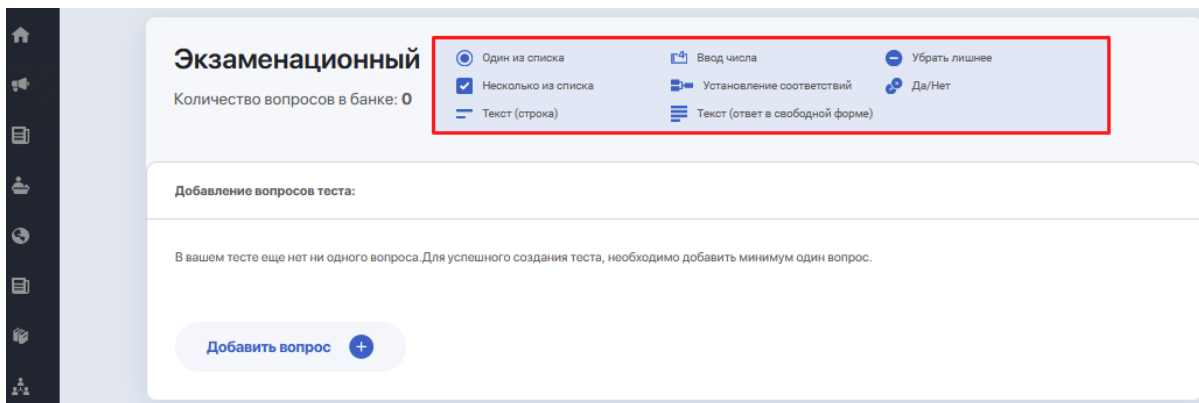 Экзаменационный
Количество вопросов в банке: 0
Один из списка
Несколько из списка
Текст (строка)
Ввод числа
Установление соответствий
Текст (ответ в свободной форме)
Убрать лишнее
Да/Нет
Добавление вопросов теста:
В вашем тесте еще нет ни одного вопроса.Для успешного создания теста, необходимо добавить минимум один вопрос.
Добавить вопрос